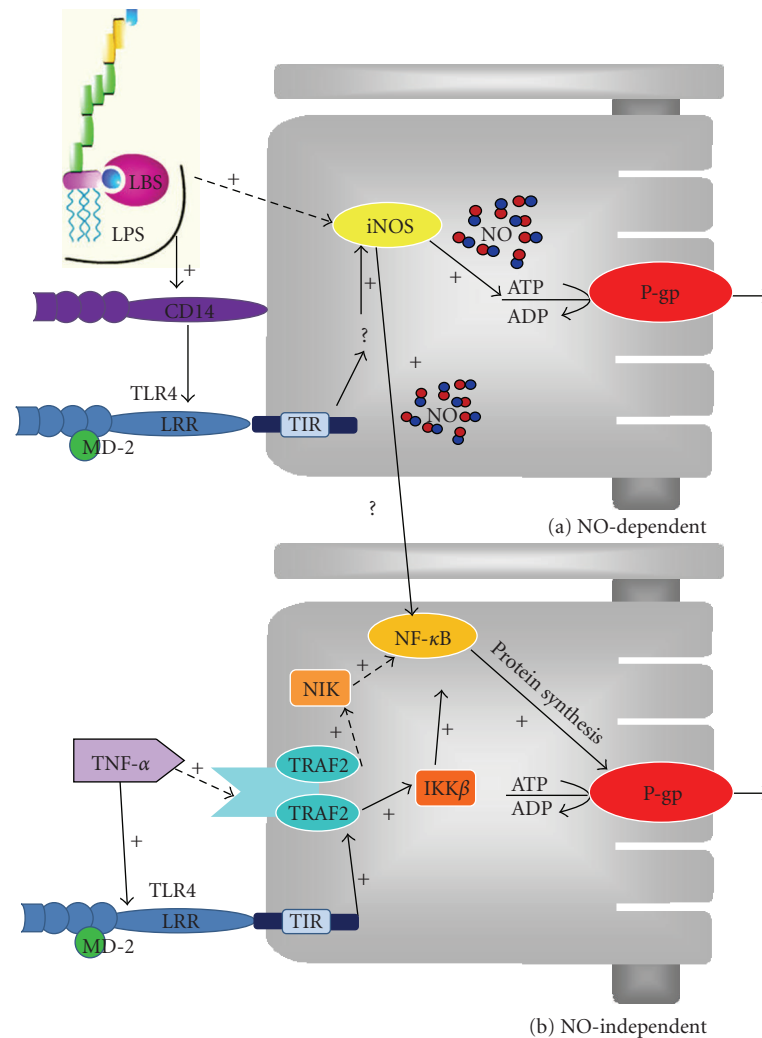 LBS
LPS
+
+
iNOS
NO
+
ATP
ADP
P-gp
CD14
+
?
+
TLR4
LRR
TIR
NO
MD-2
?
(a) NO-dependent
NF-κB
NIK
+
Protein synthesis
+
+
+
TNF-α
+
TRAF2
TRAF2
+
IKKβ
ATP
ADP
P-gp
+
+
TLR4
LRR
TIR
MD-2
(b) NO-independent